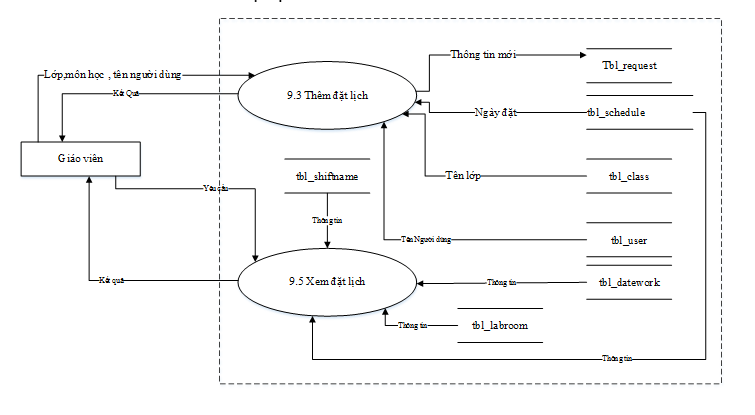 Thông tin mới
Tbl_request
Lớp,môn học , tên người dùng
Kết Quả
9.3 Thêm đặt lịch
Ngày đặt
tbl_schedule
Giáo viên
tbl_shiftname
Tên lớp
tbl_class
Yêu cầu
Thông tin
Tên Người dùng
tbl_user
Kết quả
9.5 Xem đặt lịch
Thông tin
tbl_datework
Thông tin
tbl_labroom
Thông tin